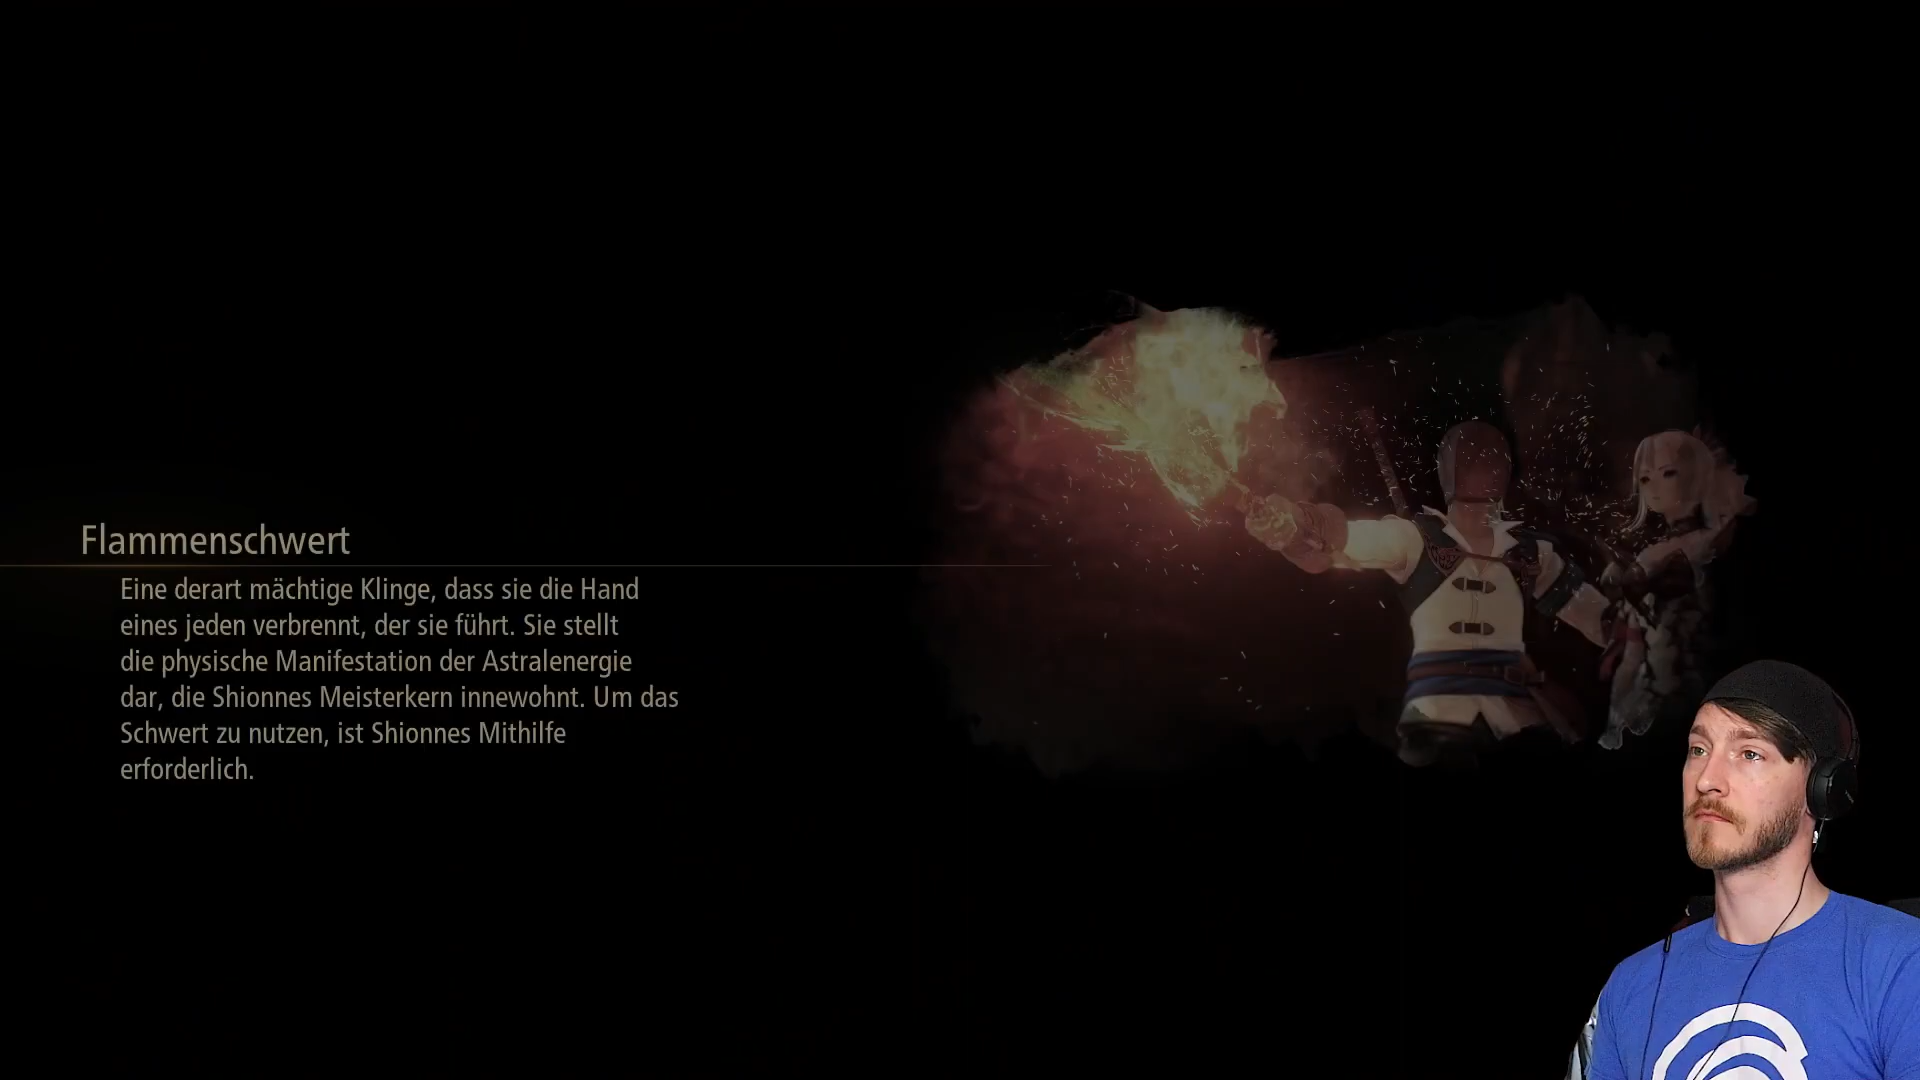 Flammenschwert
Eine derart mächtige Klinge, dass sie die Hand
eines jeden verbrennt, der sie führt. Sie stellt
die physische Manifestation der Astralenergie
dar, die Shionnes Meisterkern innewohnt. Um das
Schwert zu nutzen, ist Shionnes Mithilfe
erforderlich.